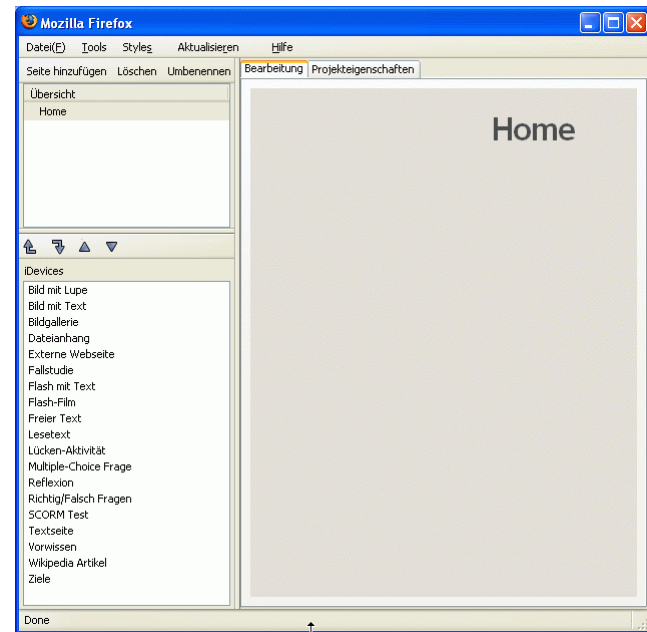 Mozilla Firefox
Datei(F) Tools Styles Aktualisieren Hilfe
Seite hinzufügen Löschen Umbenennen
Bearbeitung Projekteigenschaften
Übersicht
Home
Home
iDevices
Bild mit Lupe
Bild mit Text
Bildgallerie
Dateianhang
Externe Webseite
Fallstudie
Flash mit Text
Flash-Film
Freier Text
Lesetext
Lücken-Aktivität
Multiple-Choice Frage
Reflexion
Richtig/Falsch Fragen
SCORM Test
Textseite
Vorwissen
Wikipedia Artikel
Ziele
Done